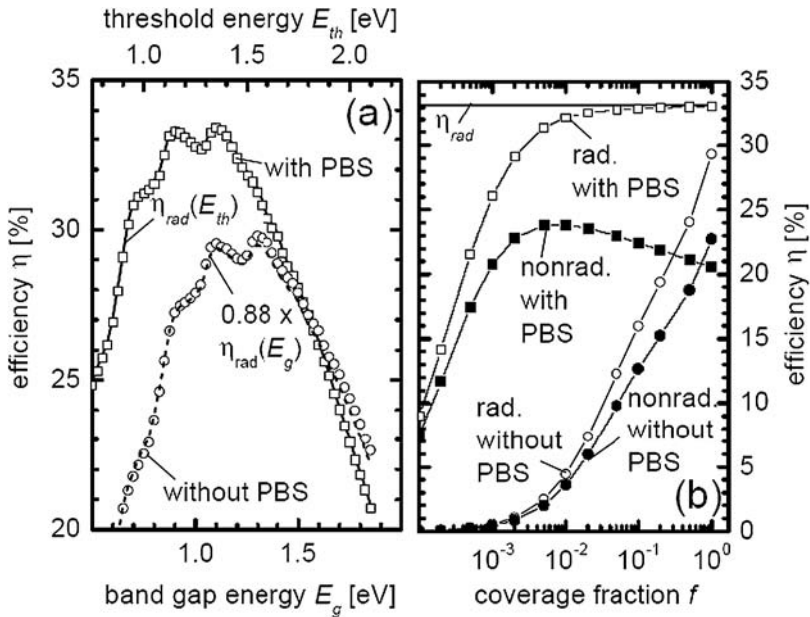 threshold energy E_th [eV]
1.0 1.5 2.0
35
30
25
20
efficiency η [%]
(a)
with PBS
η_rad(E_th)
0.88 x
η_rad(E_g)
without PBS
1.0 1.5
band gap energy E_g [eV]
35
30
25
20
15
10
5
0
efficiency η [%]
η_rad
rad.
with PBS
nonrad.
with
PBS
rad.
without
PBS
nonrad.
without
PBS
(b)
10⁻³ 10⁻² 10⁻¹ 10⁰
coverage fraction f